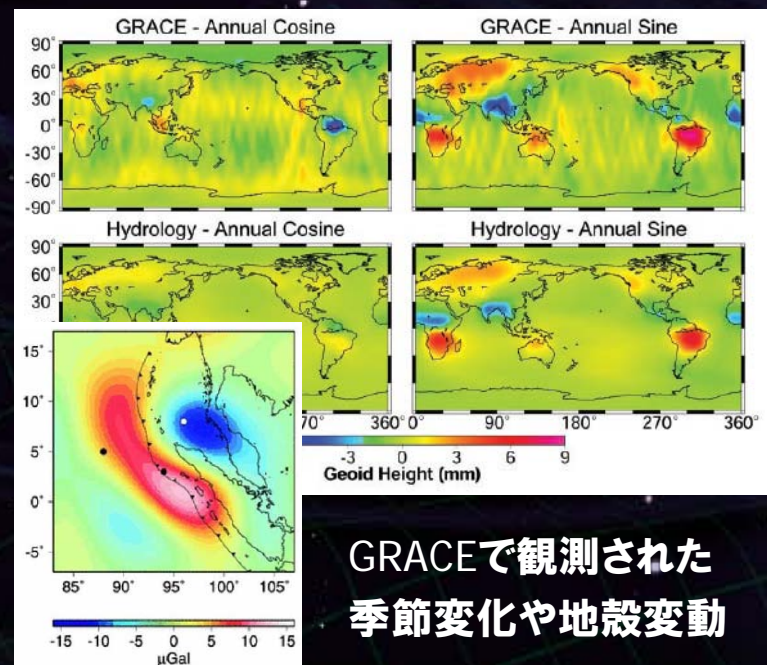 GRACE - Annual Cosine
GRACE - Annual Sine
90°
60°
30°
0°
-30
-60
-90
Hydrology - Annual Cosine
Hydrology - Annual Sine
90°
60°
30°
70° 360° 0° 90° 180° 270° 360°
-3 0 3 6 9
Geoid Height (mm)
15°
10°
5°
0°
-5°
85° 90° 95° 100° 105°
-15 -10 -5 0 5 10 15
μGal
GRACEで観測された
季節変化や地殻変動